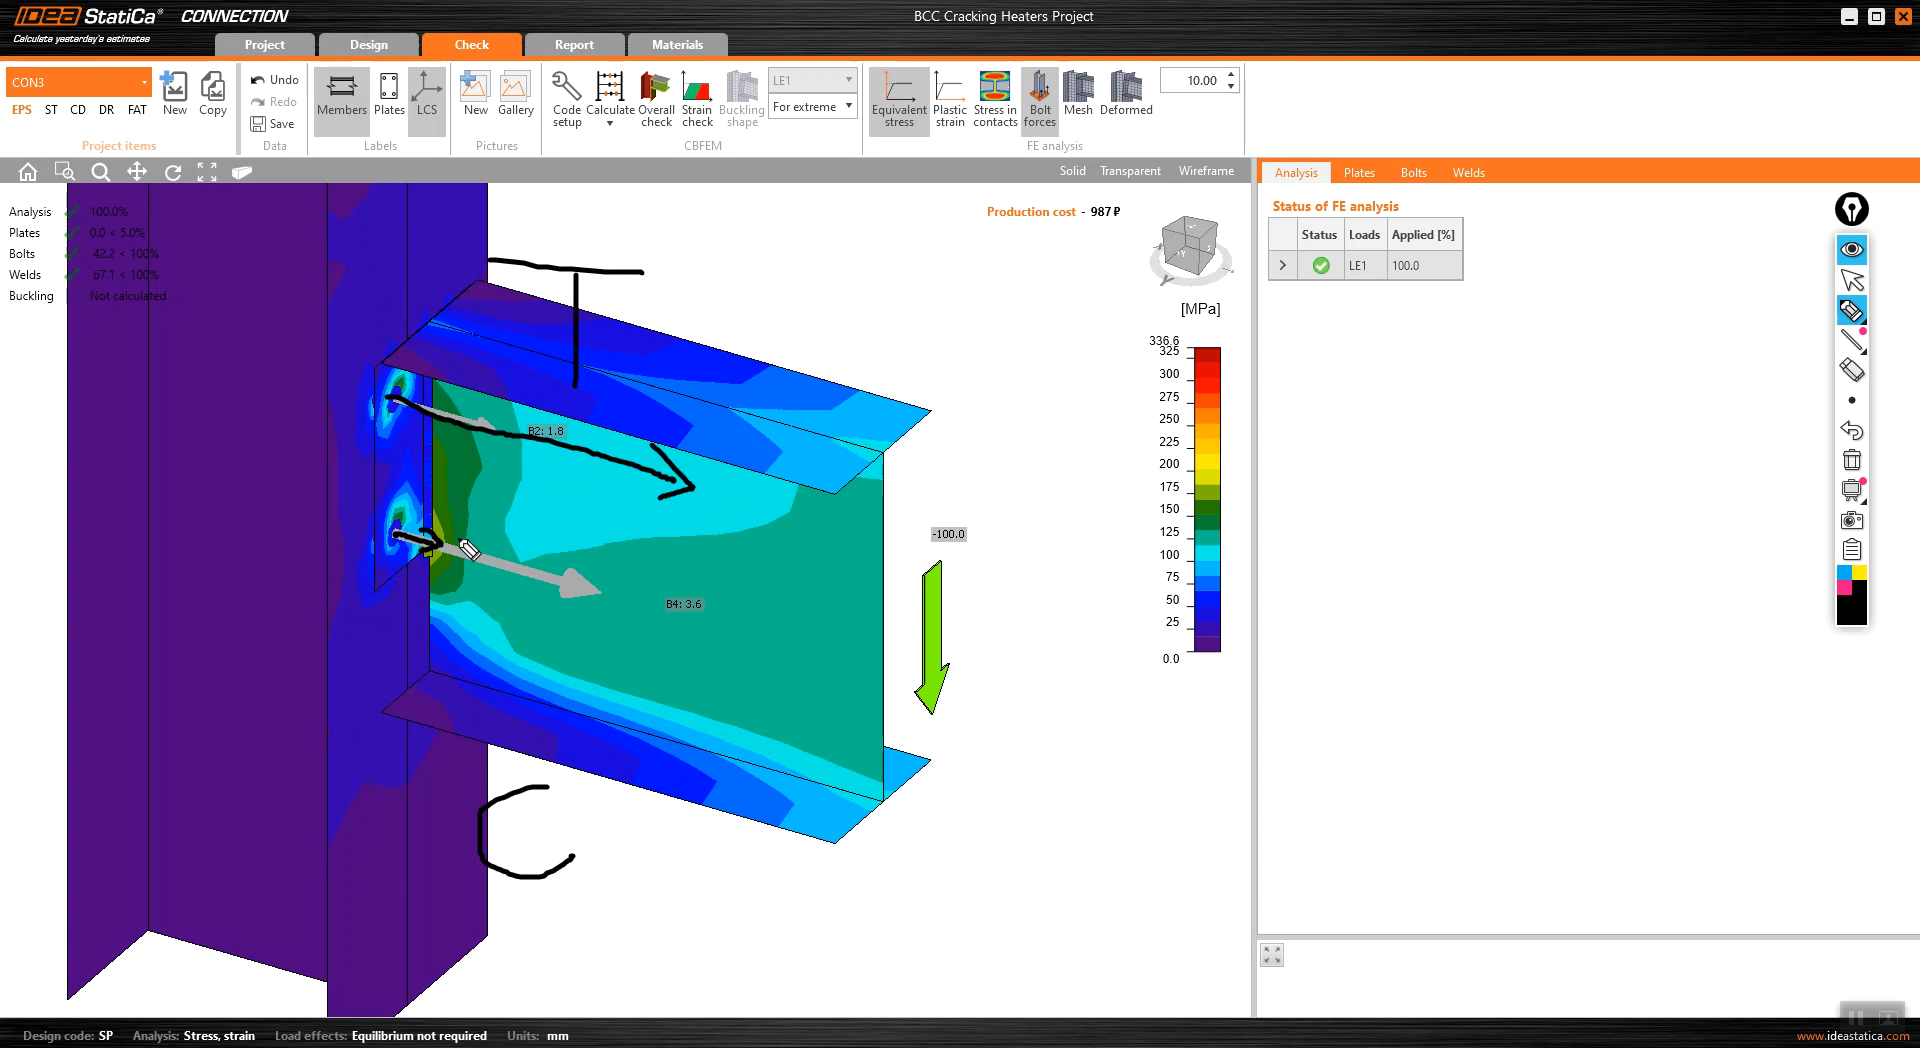 IDEA StatiCa® CONNECTION
Calculate yesterday's estimates
BCC Cracking Heaters Project
Project
Design
Check
Report
Materials
CON3
EPS ST CD DR FAT
New
Copy
Project items
Undo
Redo
Save
Data
Members
Plates
LCS
Labels
New
Gallery
Pictures
Code setup
Calculate
Overall check
Strain check
Buckling shape
LE1
For extreme
CBFEM
Equivalent stress
Plastic strain
Stress in contacts
Bolt forces
Mesh
Deformed
10.00
FE analysis
Solid
Transparent
Wireframe
Analysis 100.0%
Plates 0.0 < 5.0%
Bolts 42.2 < 100%
Welds 67.1 < 100%
Buckling Not calculated
Production cost - 987 ₽
[MPa]
336.6
325
300
275
250
225
200
175
150
125
100
75
50
25
0.0
T
B2: 1.8
-100.0
B4: 3.6
C
Analysis
Plates
Bolts
Welds
Status of FE analysis
Status Loads Applied [%]
LE1 100.0
Design code: SP Analysis: Stress, strain Load effects: Equilibrium not required Units: mm
www.ideastatica.com